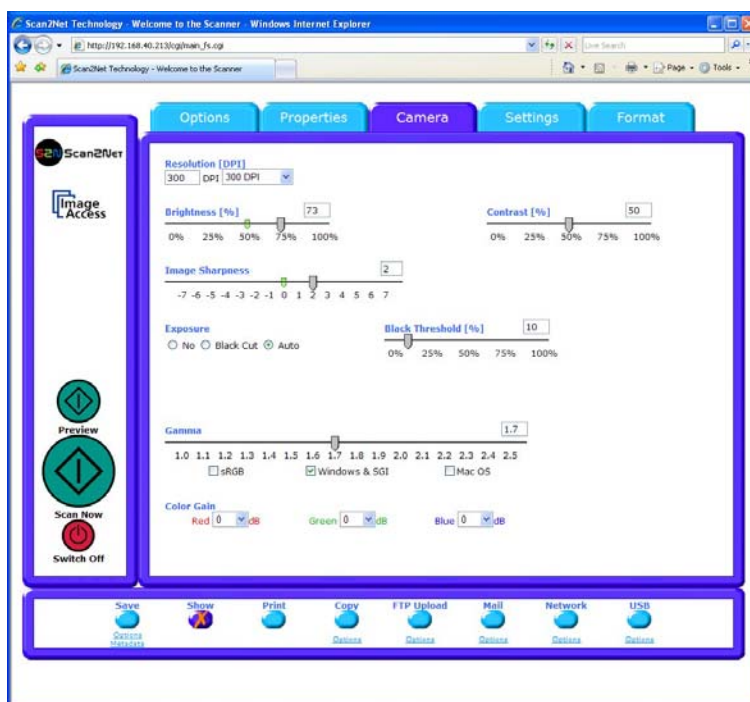 Scan2Net Technology - Welcome to the Scanner - Windows Internet Explorer
http://192.168.40.213/cgi/main_fs.cgi
Live Search
Scan2Net Technology - Welcome to the Scanner
Page
Tools
Options Properties Camera Settings Format
S2N Scan2Net
Image
Access
Resolution [DPI]
300 DPI 300 DPI
Brightness [%] 73 Contrast [%] 50
0% 25% 50% 75% 100% 0% 25% 50% 75% 100%
Image Sharpness 2
-7 -6 -5 -4 -3 -2 -1 0 1 2 3 4 5 6 7
Exposure Black Threshold [%] 10
No Black Cut Auto
0% 25% 50% 75% 100%
Gamma 1.7
1.0 1.1 1.2 1.3 1.4 1.5 1.6 1.7 1.8 1.9 2.0 2.1 2.2 2.3 2.4 2.5
sRGB Windows & SGI Mac OS
Color Gain
Red 0 dB Green 0 dB Blue 0 dB
Preview
Scan Now
Switch Off
Save Show Print Copy FTP Upload Mail Network USB
Options Options Options Options Options Options
Metadata